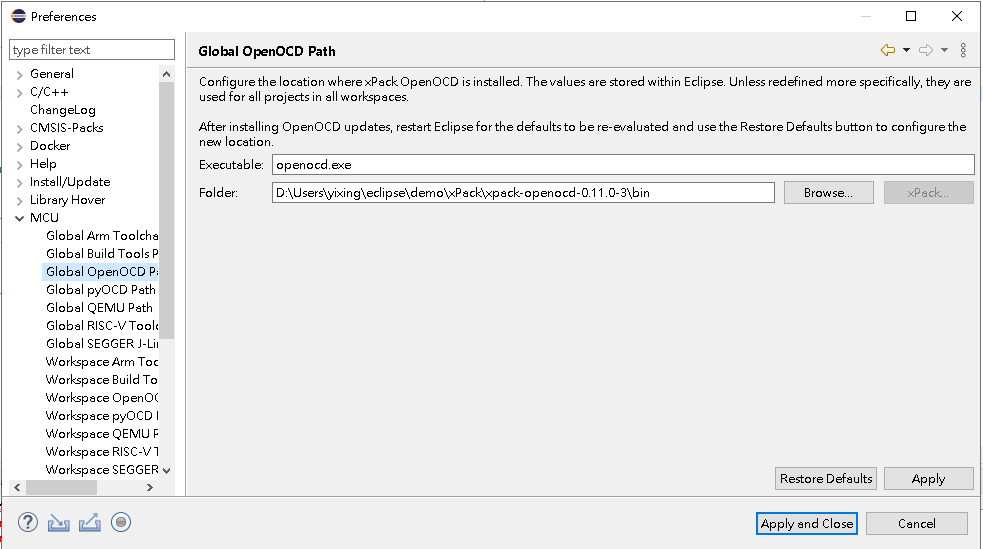 Preferences
type filter text
General
C/C++
ChangeLog
CMSIS-Packs
Docker
Help
Install/Update
Library Hover
MCU
Global Arm Toolcha
Global Build Tools P
Global OpenOCD P
Global pyOCD Path
Global QEMU Path
Global RISC-V Toolc
Global SEGGER J-Li
Workspace Arm Toc
Workspace Build To
Workspace OpenOC
Workspace pyOCD
Workspace QEMU P
Workspace RISC-V T
Workspace SEGGER
Global OpenOCD Path
Configure the location where xPack OpenOCD is installed. The values are stored within Eclipse. Unless redefined more specifically, they are
used for all projects in all workspaces.
After installing OpenOCD updates, restart Eclipse for the defaults to be re-evaluated and use the Restore Defaults button to configure the
new location.
Executable: openocd.exe
Folder: D:\Users\yixing\eclipse\demo\xPack\xpack-openocd-0.11.0-3\bin Browse... xPack...
Restore Defaults Apply
Apply and Close Cancel